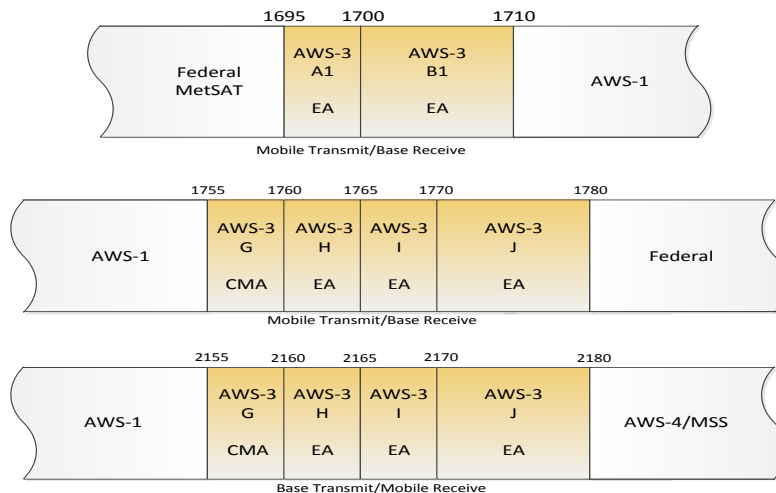 1695 1700 1710
Federal MetSAT
AWS-3 A1 EA
AWS-3 B1 EA
AWS-1
Mobile Transmit/Base Receive
1755 1760 1765 1770 1780
AWS-1
AWS-3 G CMA
AWS-3 H EA
AWS-3 I EA
AWS-3 J EA
Federal
Mobile Transmit/Base Receive
2155 2160 2165 2170 2180
AWS-1
AWS-3 G CMA
AWS-3 H EA
AWS-3 I EA
AWS-3 J EA
AWS-4/MSS
Base Transmit/Mobile Receive